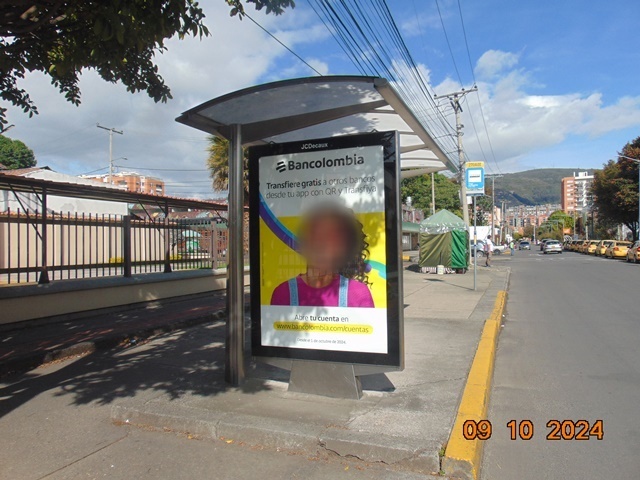 JCDecaux
Bancolombia
Transfiere gratis a otros bancos
desde tu app con QR y Transfiya
Abre tu cuenta en
www.bancolombia.com/cuentas
09 10 2024